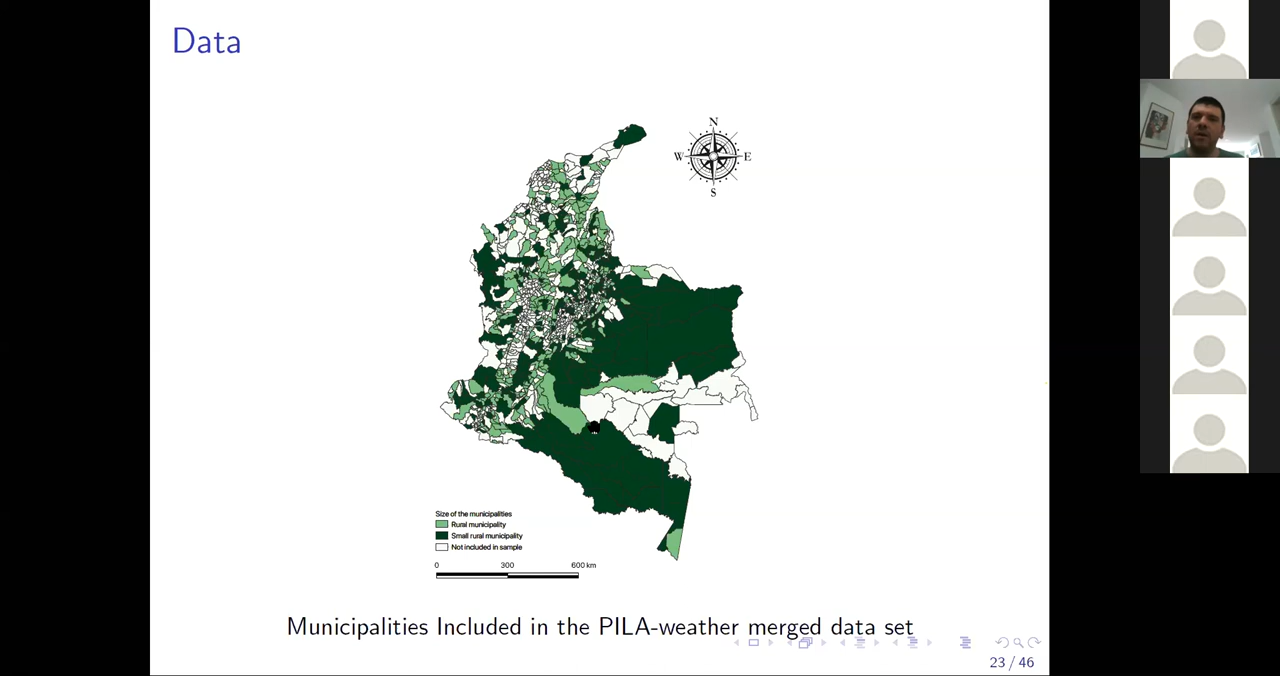 Data
N
W
E
S
Size of the municipalities
Rural municipality
Small rural municipality
Not included in sample
0 300 600 km
Municipalities Included in the PILA-weather merged data set
23 / 46